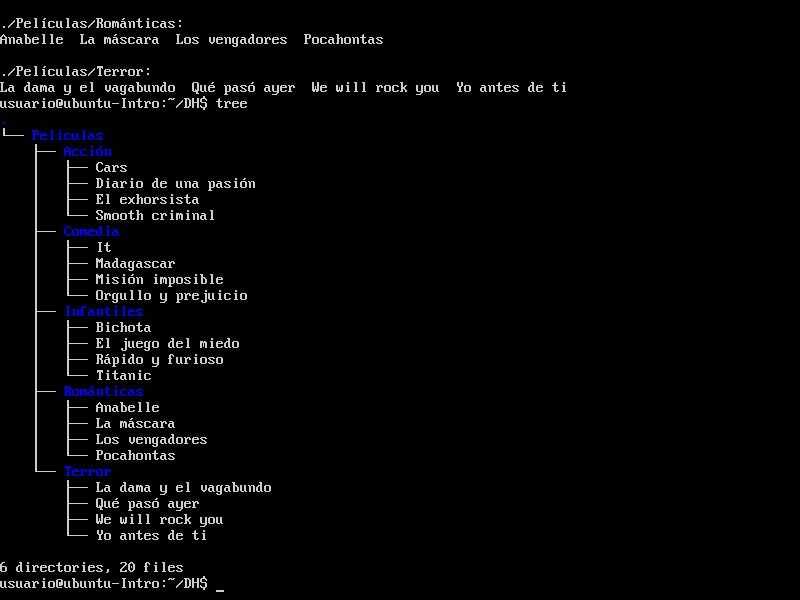 ./Películas/Románticas:
Anabelle  La máscara  Los vengadores  Pocahontas

./Películas/Terror:
La dama y el vagabundo  Qué pasó ayer  We will rock you  Yo antes de ti
usuario@ubuntu-Intro:~/DH$ tree
.
└── Películas
    ├── Acción
    │   ├── Cars
    │   ├── Diario de una pasión
    │   ├── El exhorsista
    │   └── Smooth criminal
    ├── Comedia
    │   ├── It
    │   ├── Madagascar
    │   ├── Misión imposible
    │   └── Orgullo y prejuicio
    ├── Infantiles
    │   ├── Bichota
    │   ├── El juego del miedo
    │   ├── Rápido y furioso
    │   └── Titanic
    ├── Románticas
    │   ├── Anabelle
    │   ├── La máscara
    │   ├── Los vengadores
    │   └── Pocahontas
    └── Terror
        ├── La dama y el vagabundo
        ├── Qué pasó ayer
        ├── We will rock you
        └── Yo antes de ti

6 directories, 20 files
usuario@ubuntu-Intro:~/DH$ _